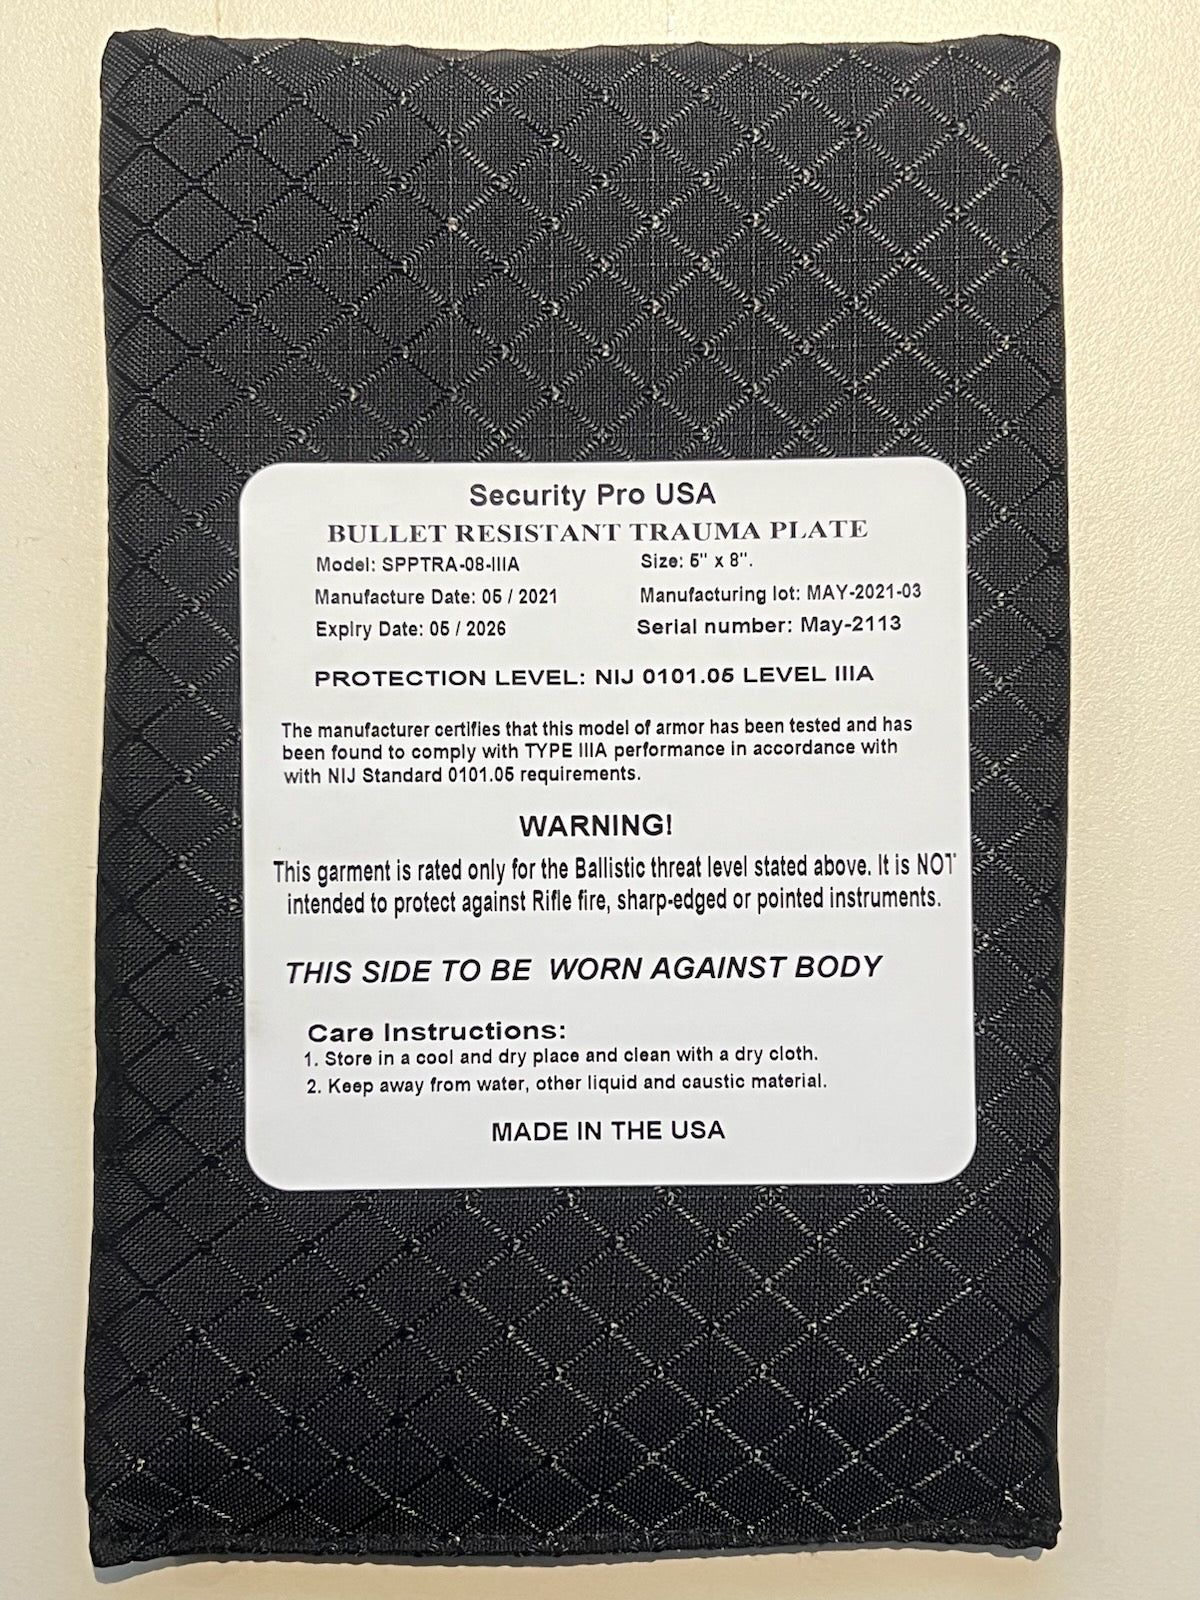 Security Pro USA
BULLET RESISTANT TRAUMA PLATE
Model: SPPTRA-08-IIIA Size: 5" x 8".
Manufacture Date: 05 / 2021 Manufacturing lot: MAY-2021-03
Expiry Date: 05 / 2026 Serial number: May-2113
PROTECTION LEVEL: NIJ 0101.05 LEVEL IIIA
The manufacturer certifies that this model of armor has been tested and has
been found to comply with TYPE IIIA performance in accordance with
with NIJ Standard 0101.05 requirements.
WARNING!
This garment is rated only for the Ballistic threat level stated above. It is NOT
intended to protect against Rifle fire, sharp-edged or pointed instruments.
THIS SIDE TO BE WORN AGAINST BODY
Care Instructions:
1. Store in a cool and dry place and clean with a dry cloth.
2. Keep away from water, other liquid and caustic material.
MADE IN THE USA